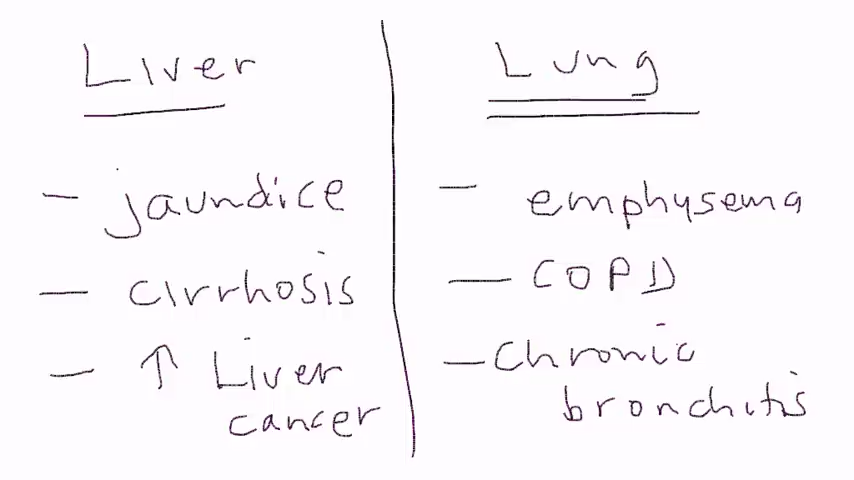 Liver
- jaundice
- cirrhosis
- ↑ Liver
cancer
Lung
- emphysema
- COPD
- Chronic
bronchitis